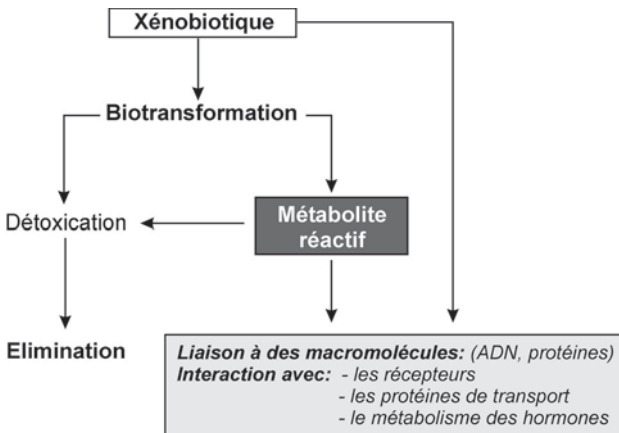 Xénobiotique
Biotransformation
Détoxication
Métabolite
réactif
Elimination
Liaison à des macromolécules: (ADN, protéines)
Interaction avec: - les récepteurs
- les protéines de transport
- le métabolisme des hormones